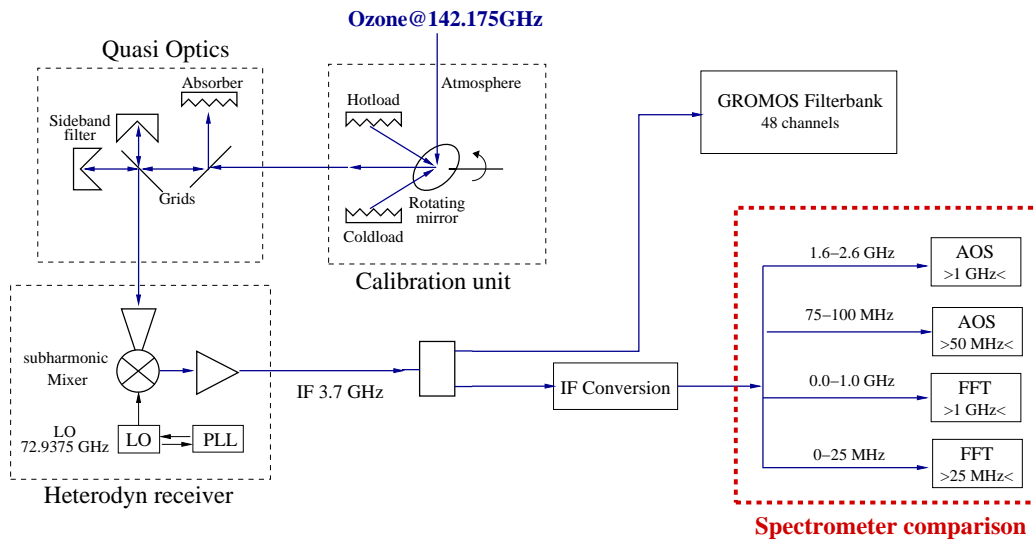 Ozone@142.175GHz
Quasi Optics
Absorber
Sideband
filter
Grids
Atmosphere
Hotload
Rotating
mirror
Coldload
Calibration unit
GROMOS Filterbank
48 channels
subharmonic
Mixer
LO
72.9375 GHz
LO
PLL
Heterodyn receiver
IF 3.7 GHz
IF Conversion
1.6–2.6 GHz
AOS
>1 GHz<
75–100 MHz
AOS
>50 MHz<
0.0–1.0 GHz
FFT
>1 GHz<
0–25 MHz
FFT
>25 MHz<
Spectrometer comparison